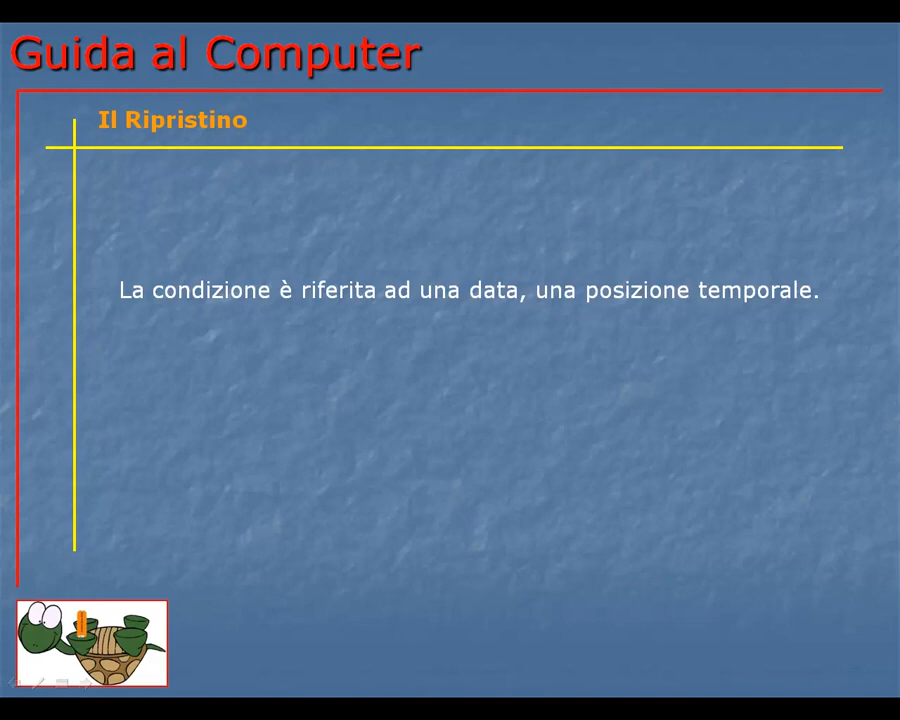 Guida al Computer
Il Ripristino
La condizione è riferita ad una data, una posizione temporale.